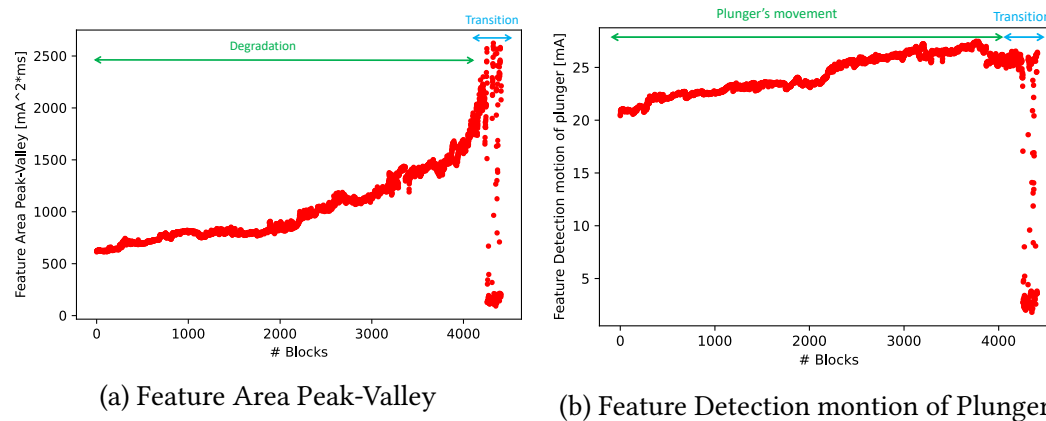 Transition
Degradation
2500
2000
1500
1000
500
0
Feature Area Peak-Valley [mA^2*ms]
0 1000 2000 3000 4000
# Blocks
(a) Feature Area Peak-Valley
Plunger's movement
Transition
25
20
15
10
5
Feature Detection motion of plunger [mA]
0 1000 2000 3000 4000
# Blocks
(b) Feature Detection montion of Plunger